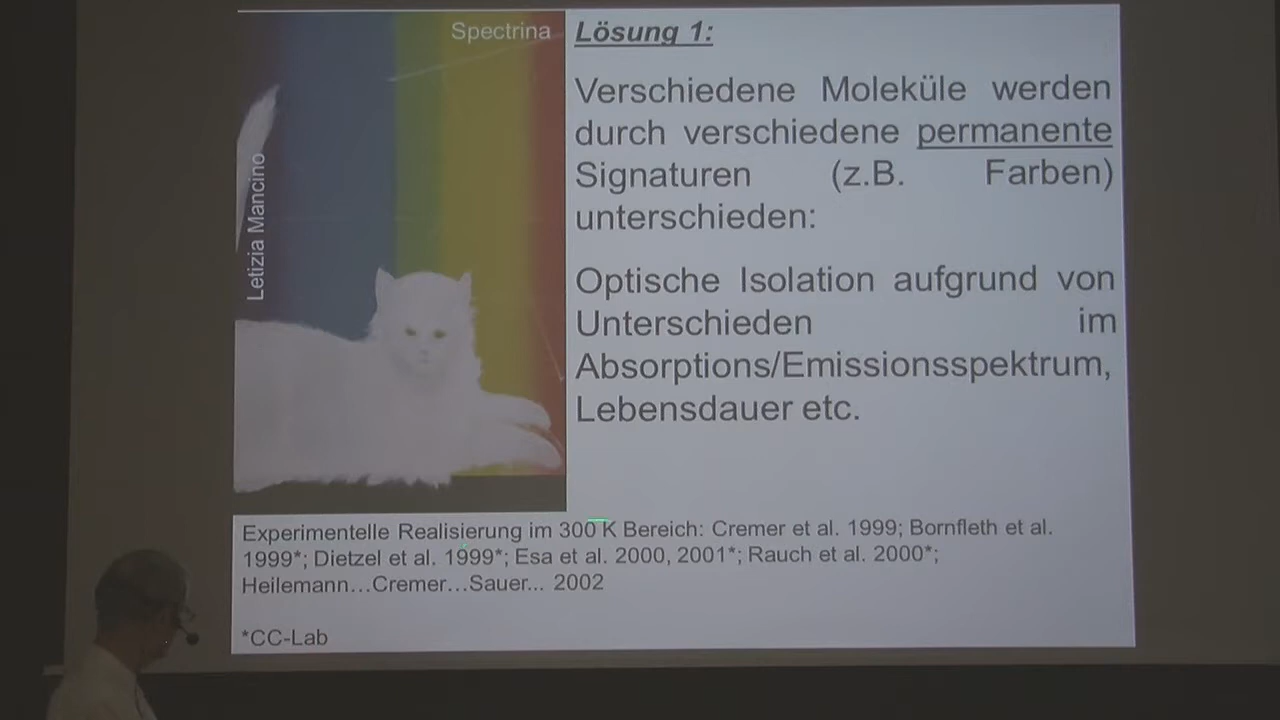 Spectrina
Letizia Mancino
Lösung 1:
Verschiedene Moleküle werden
durch verschiedene permanente
Signaturen (z.B. Farben)
unterschieden:
Optische Isolation aufgrund von
Unterschieden im
Absorptions/Emissionsspektrum,
Lebensdauer etc.
Experimentelle Realisierung im 300 K Bereich: Cremer et al. 1999; Bornfleth et al.
1999*; Dietzel et al. 1999*; Esa et al. 2000, 2001*; Rauch et al. 2000*;
Heilemann…Cremer…Sauer... 2002
*CC-Lab